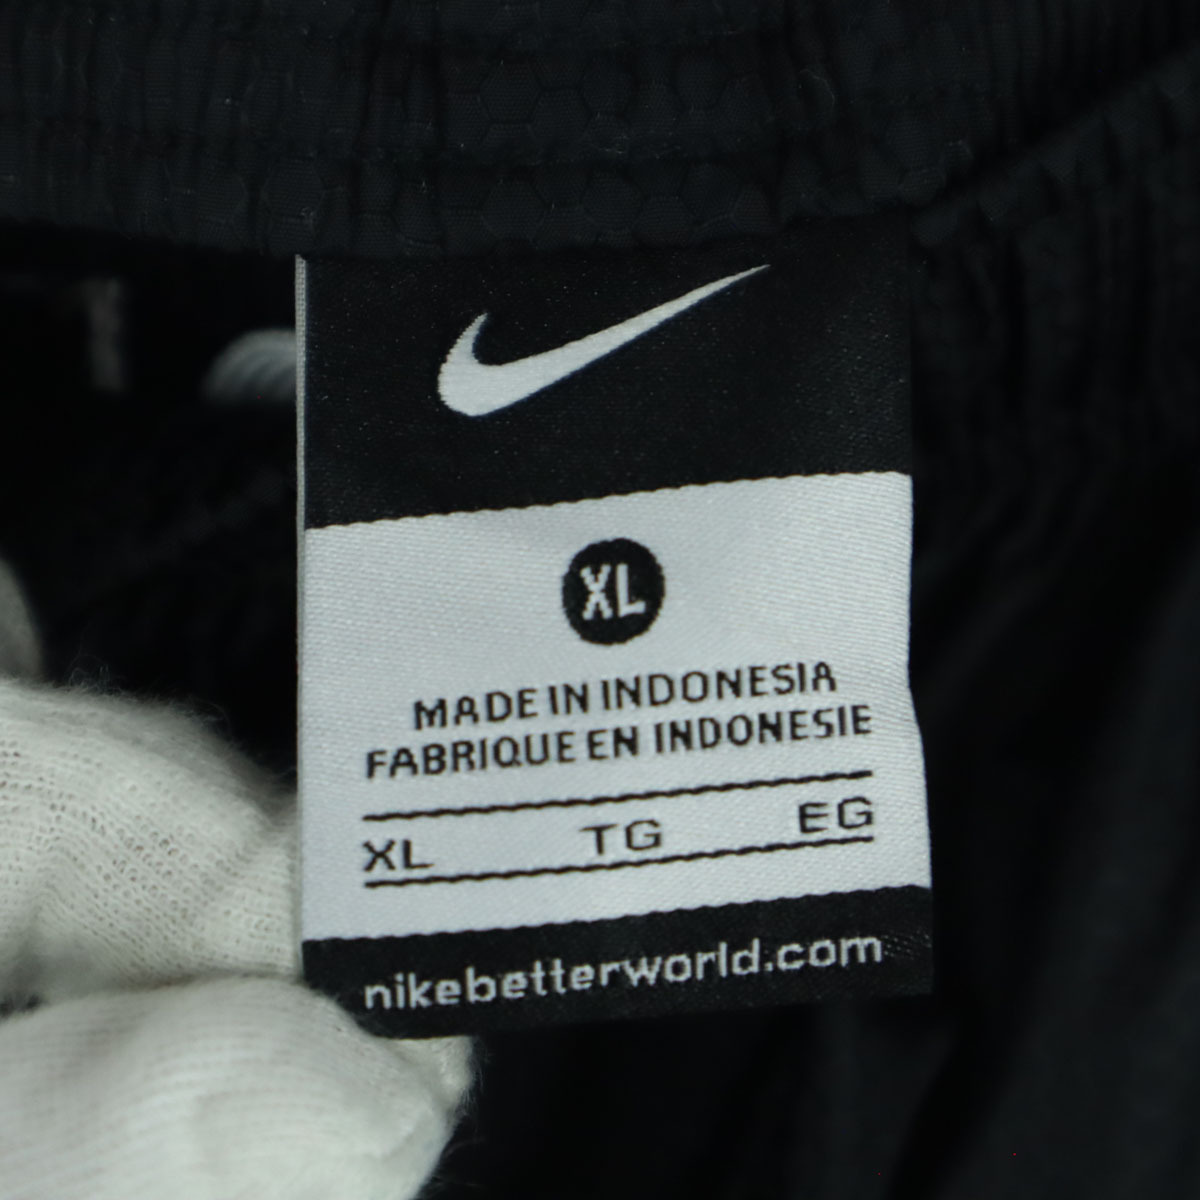 XL
MADE IN INDONESIA
FABRIQUE EN INDONESIE
XL TG EG
nikebetterworld.com